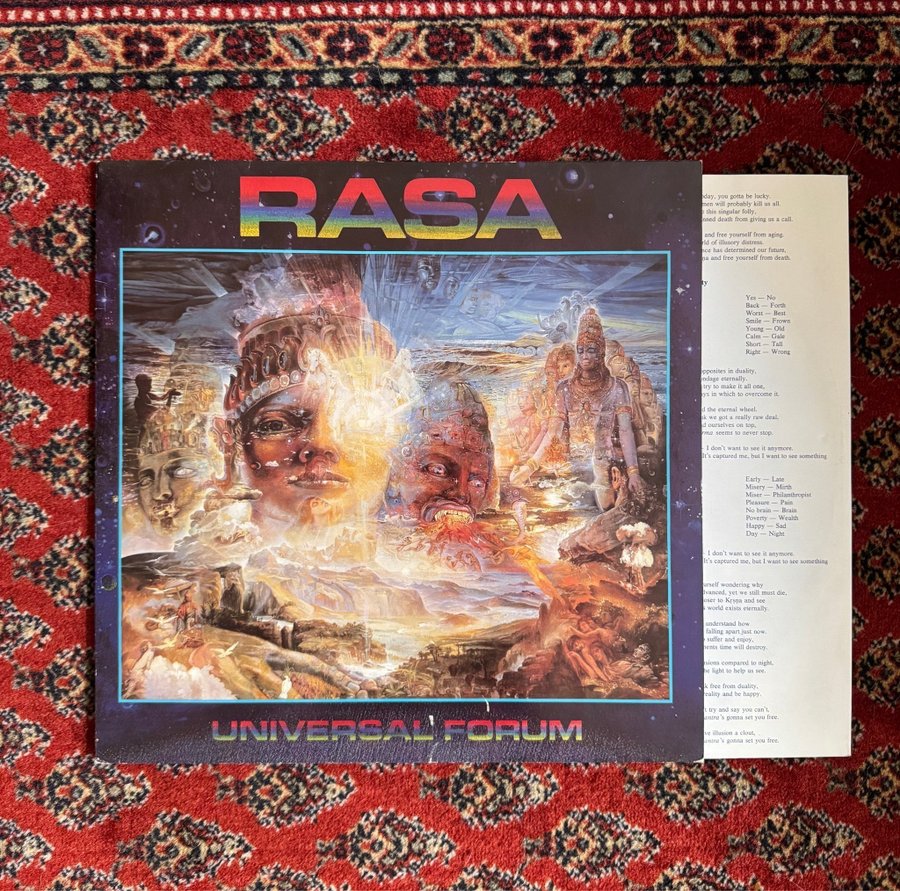 RASA
UNIVERSAL FORUM
day, you gotta be lucky.
men will probably kill us all.
this singular folly,
death from giving us a call.
and free yourself from aging.
of illusory distress.
has determined our future,
and free yourself from death.
Yes — No
Back — Forth
Worst — Best
Smile — Frown
Young — Old
Calm — Gale
Short — Tall
Right — Wrong
opposites in duality,
eternally.
try to make it all one,
in which to overcome it.
the eternal wheel.
we got a really raw deal.
ourselves on top,
seems to never stop.
I don't want to see it anymore.
It's captured me, but I want to see something
Early — Late
Misery — Mirth
Miser — Philanthropist
Pleasure — Pain
No brain — Brain
Poverty — Wealth
Happy — Sad
Day — Night
I don't want to see it anymore.
It's captured me, but I want to see something
wondering why
yet we still must die.
to Kṛṣṇa and see
world exists eternally.
understand how
falling apart just now.
suffer and enjoy,
time will destroy.
compared to night,
light to help us see.
free from duality,
and be happy.
try and say you can't,
gonna set you free.
illusion a clout,
gonna set you free.